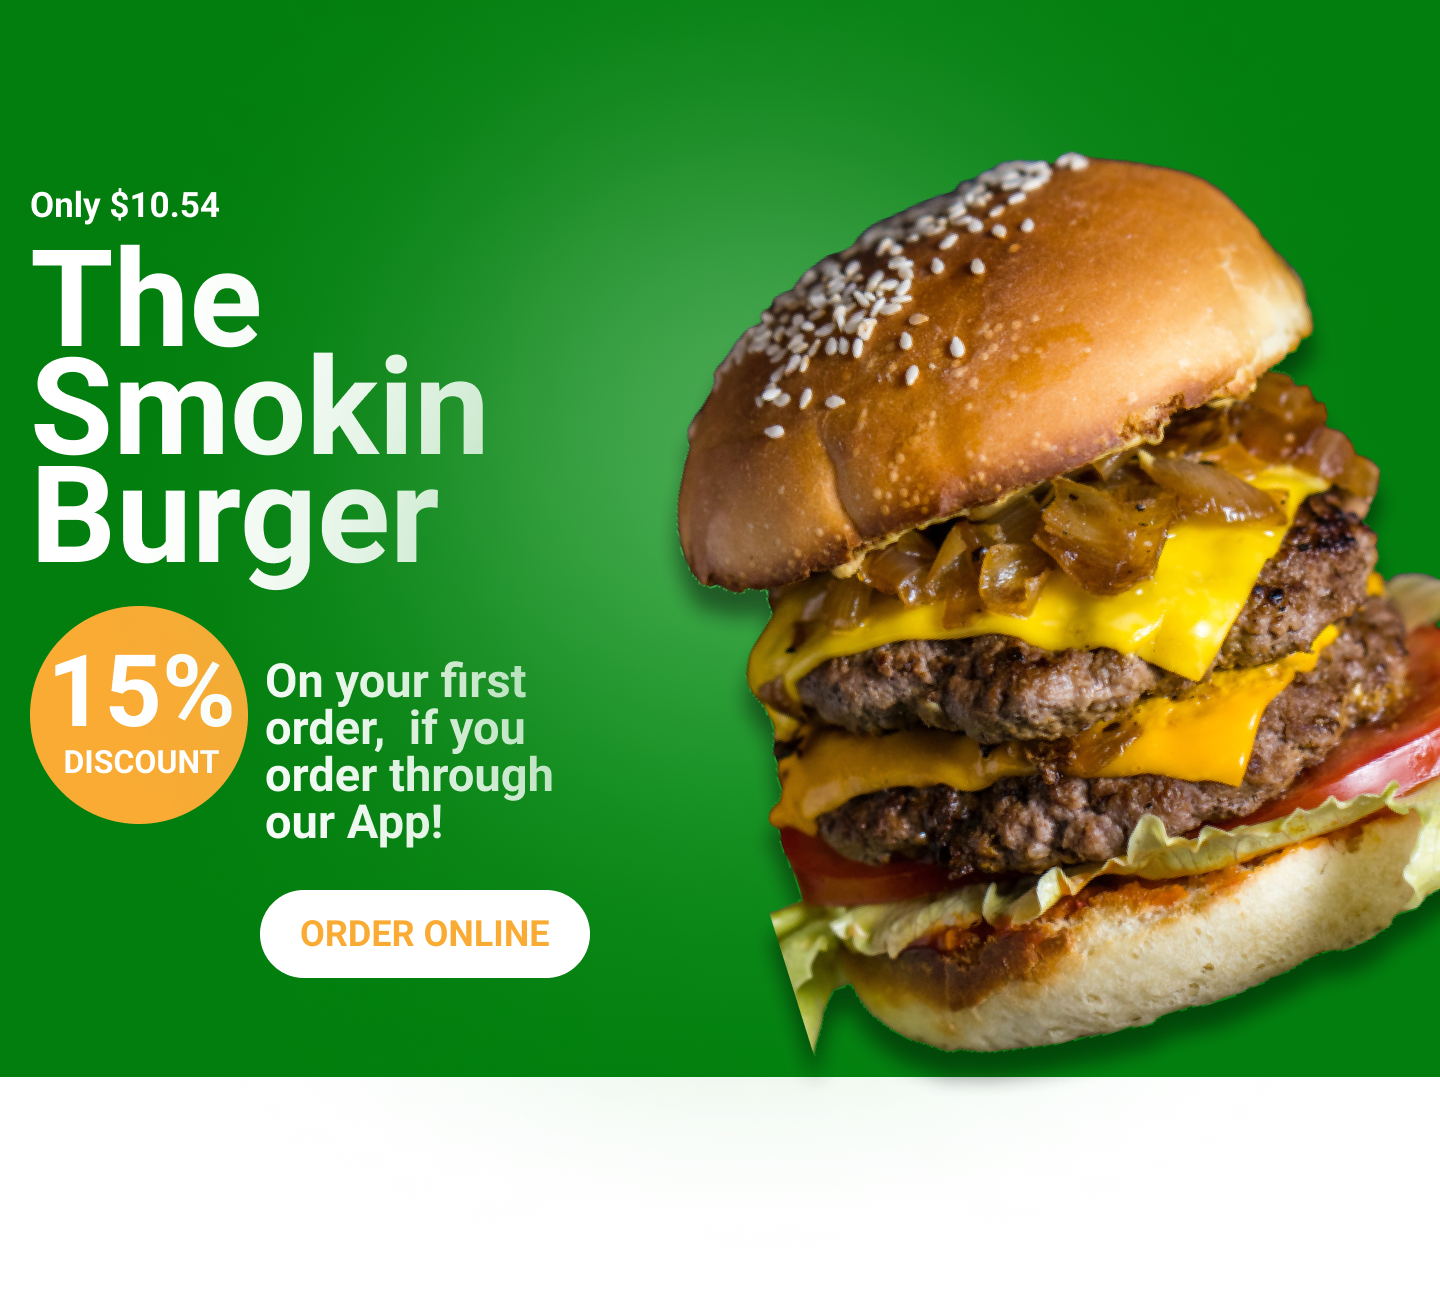 Only $10.54
The
Smokin
Burger
15%
DISCOUNT
On your first
order,  if you
order through
our App!
ORDER ONLINE